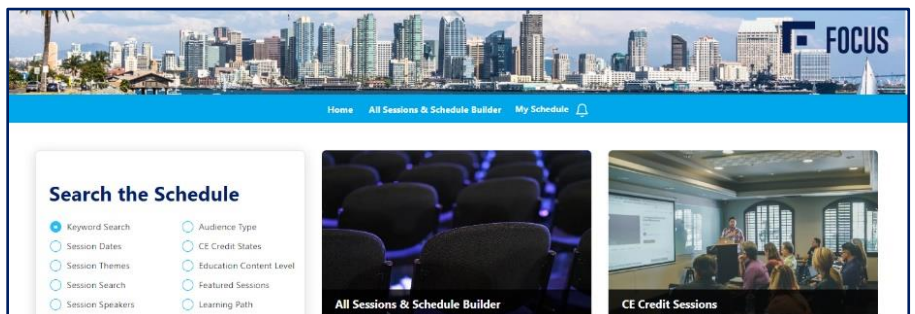 FOCUS
Home All Sessions & Schedule Builder My Schedule
Search the Schedule
Keyword Search
Session Dates
Session Themes
Session Search
Session Speakers
Audience Type
CE Credit States
Education Content Level
Featured Sessions
Learning Path
All Sessions & Schedule Builder
CE Credit Sessions